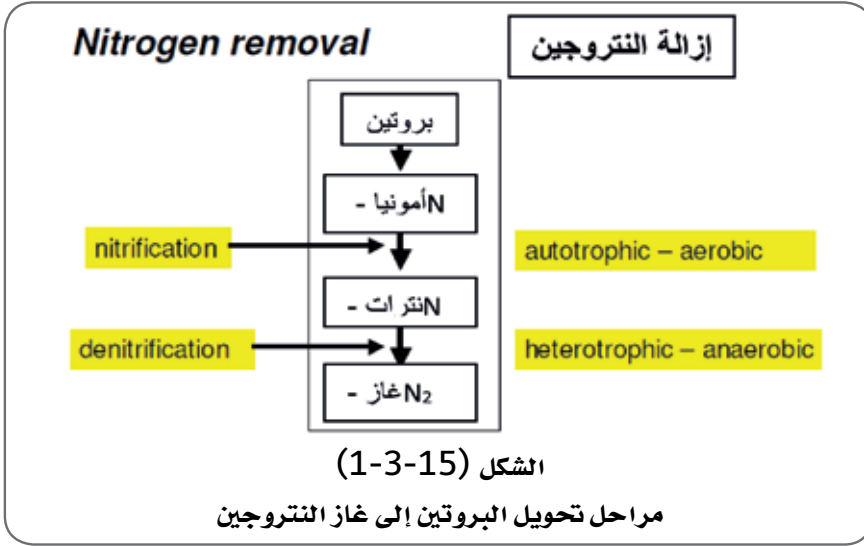 Nitrogen removal
إزالة النتروجين
بروتين
Nأمونيا -
nitrification
autotrophic – aerobic
Nنترات -
denitrification
heterotrophic – anaerobic
N₂غاز -
الشكل (15-3-1)
مراحل تحويل البروتين إلى غاز النتروجين